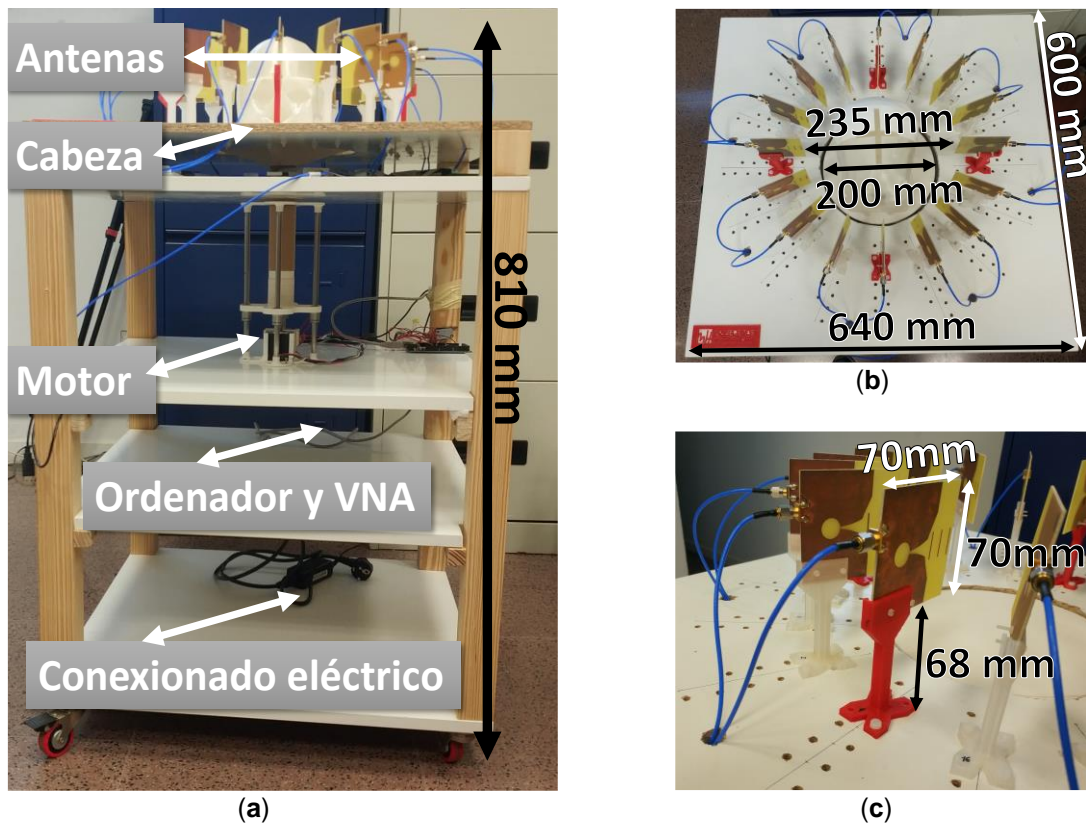 Antenas
Cabeza
Motor
Ordenador y VNA
Conexionado eléctrico
810 mm
(a)
600 mm
235 mm
200 mm
640 mm
(b)
70mm
70mm
68 mm
(c)